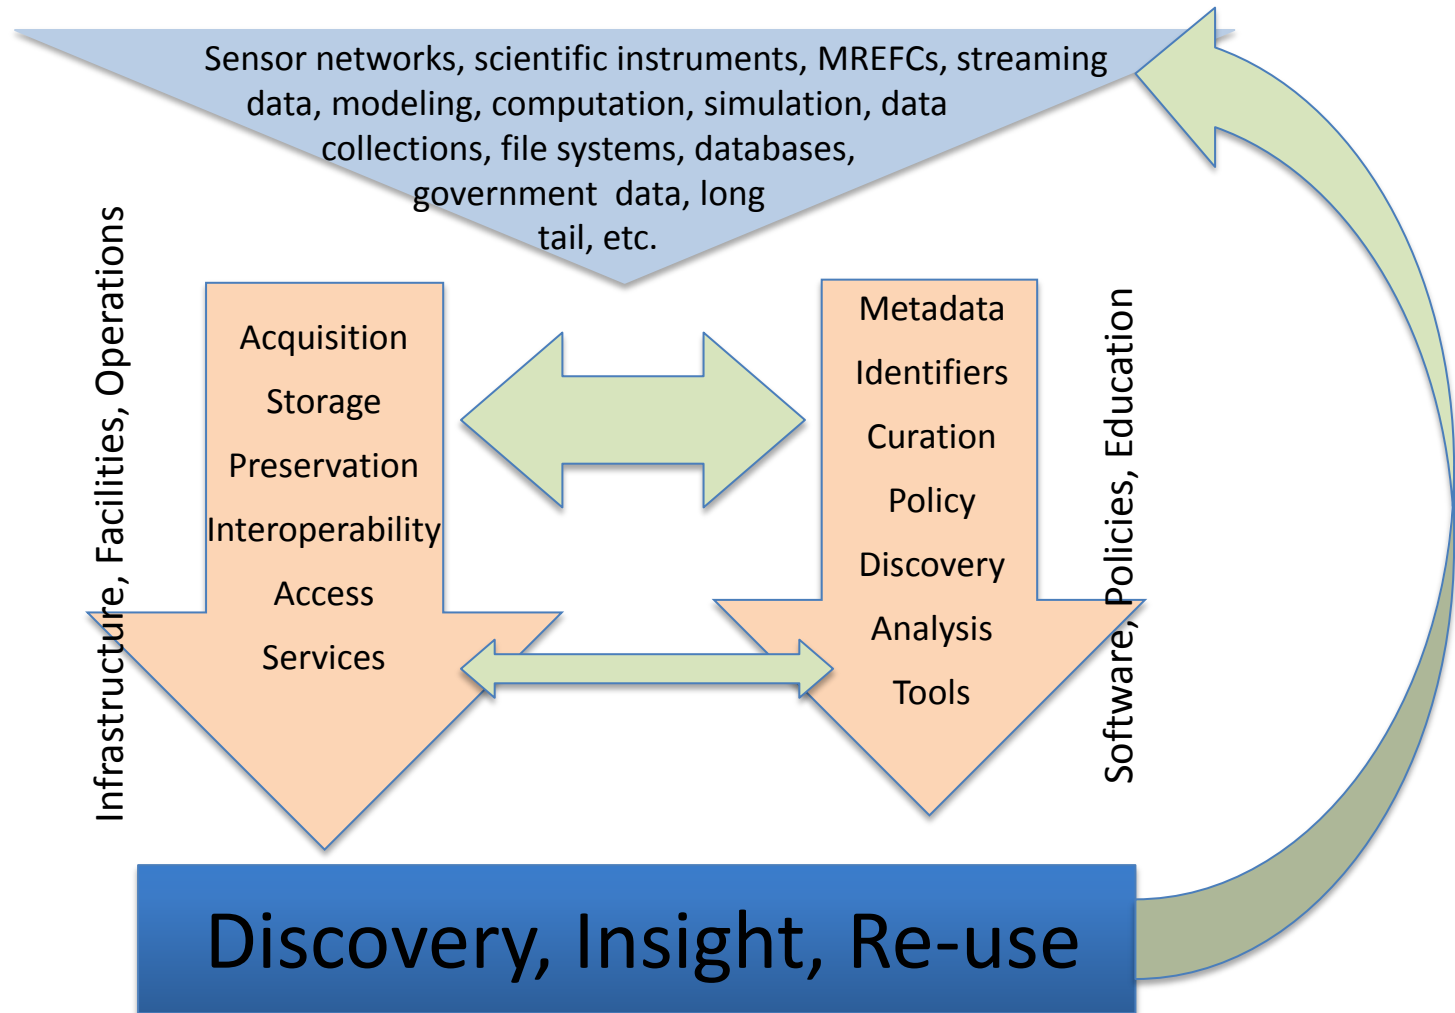 Sensor networks, scientific instruments, MREFCs, streaming
data, modeling, computation, simulation, data
collections, file systems, databases,
government  data, long
tail, etc.
Infrastructure, Facilities, Operations
Acquisition
Storage
Preservation
Interoperability
Access
Services
Metadata
Identifiers
Curation
Policy
Discovery
Analysis
Tools
Software, Policies, Education
Discovery, Insight, Re-use